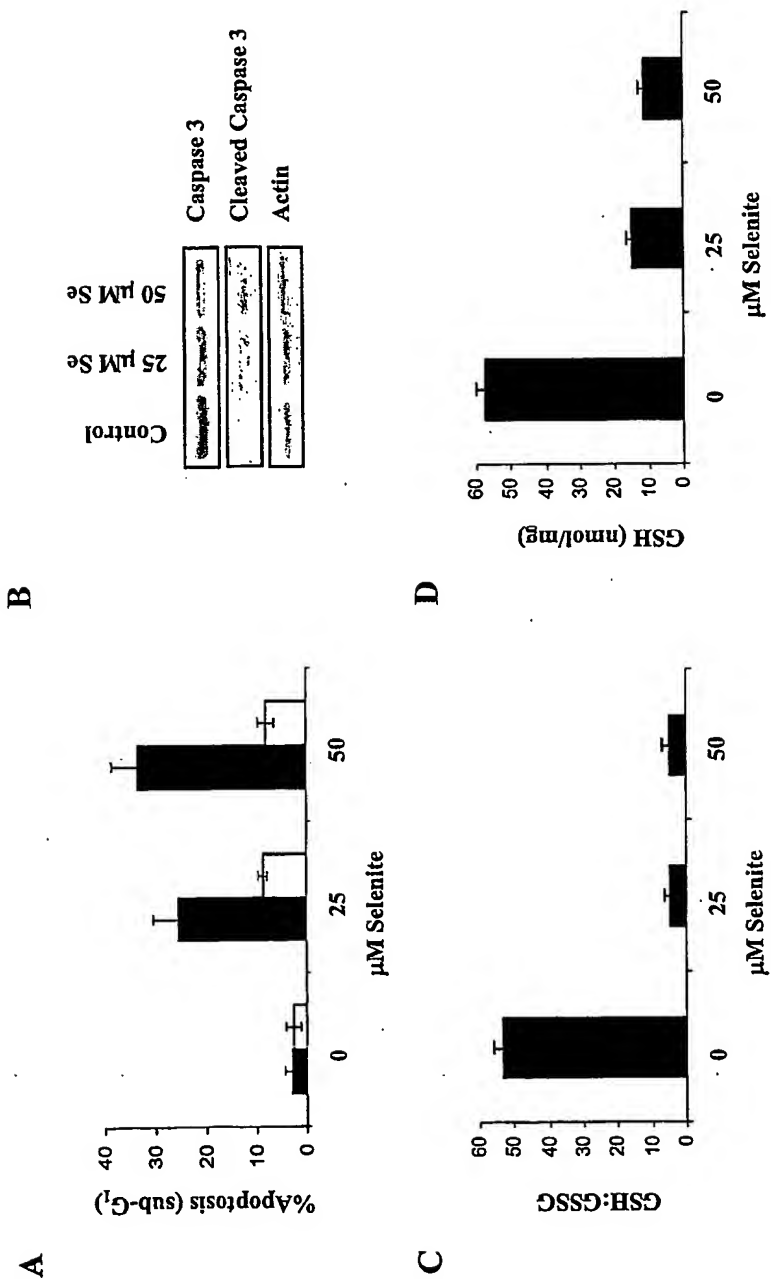 A
%Apoptosis (sub-G₁)
40
30
20
10
0
0
25
50
µM Selenite
B
Control
25 µM Se
50 µM Se
Caspase 3
Cleaved Caspase 3
Actin
C
GSH:GSSG
60
50
40
30
20
10
0
0
25
50
µM Selenite
D
GSH (nmol/mg)
60
50
40
30
20
10
0
0
25
50
µM Selenite